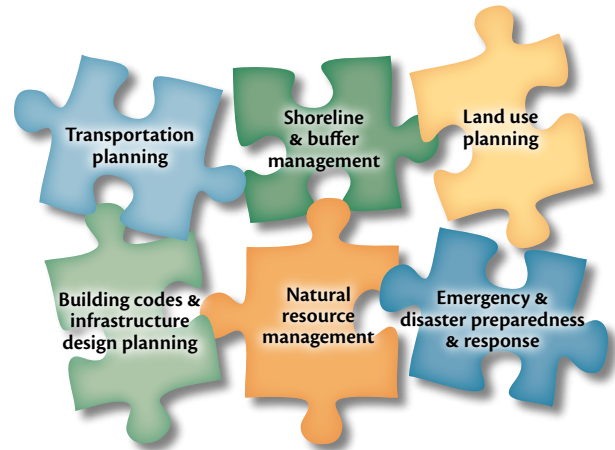 Transportation
planning
Shoreline
& buffer
management
Land use
planning
Building codes &
infrastructure
design planning
Natural
resource
management
Emergency &
disaster preparedness
& response